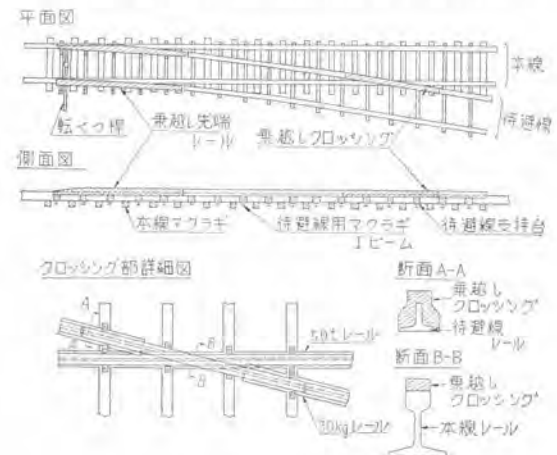 平面図
本線
待避線
転てつ桿
乗越し先端
レール
乗越しクロッシング
側面図
本線マクラギ
待避線用マクラギ
Iビーム
待避線支持台
クロッシング部詳細図
A
B
50tレール
B
30kgレール
断面A-A
乗越し
クロッシング
待避線
レール
断面B-B
乗越し
クロッシング
本線レール